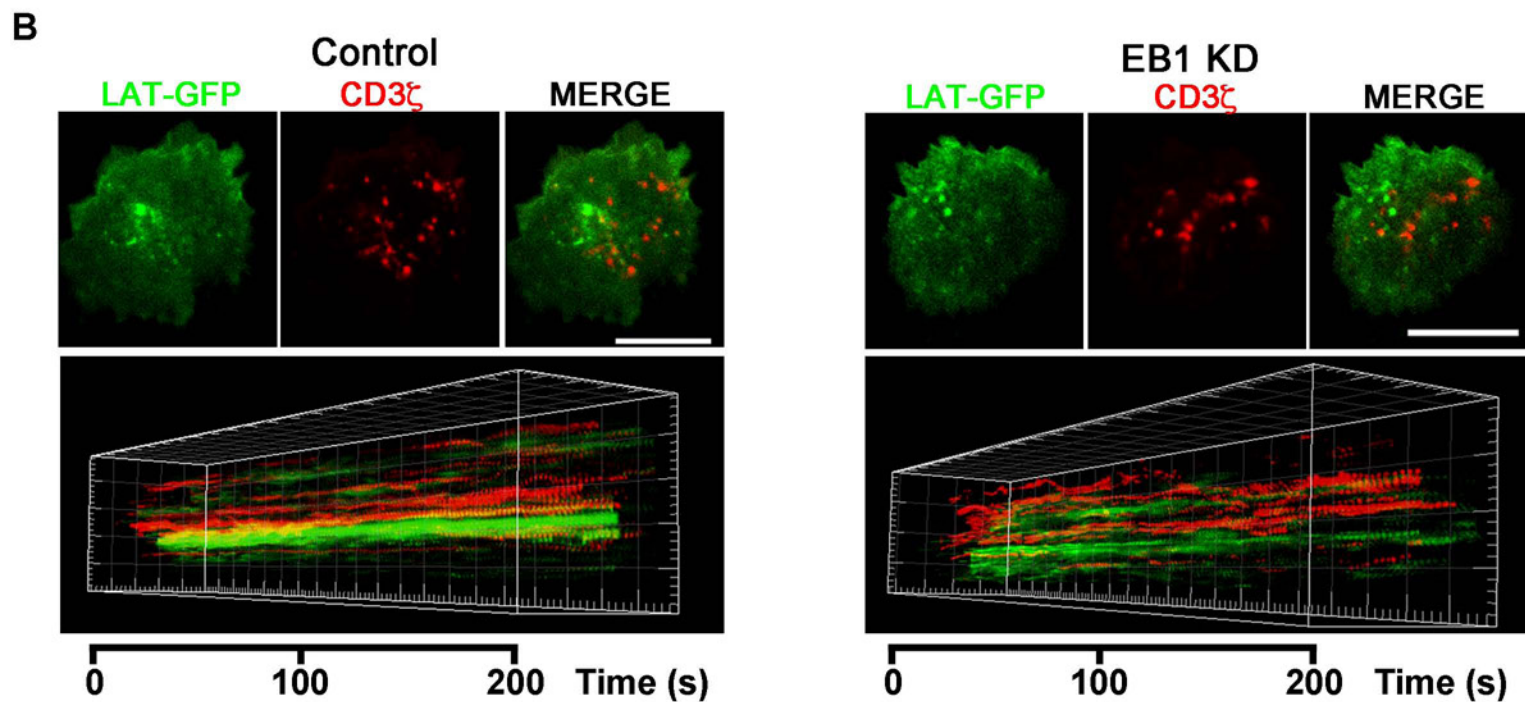 B
Control
LAT-GFP CD3ζ MERGE
0 100 200 Time (s)
EB1 KD
LAT-GFP CD3ζ MERGE
0 100 200 Time (s)